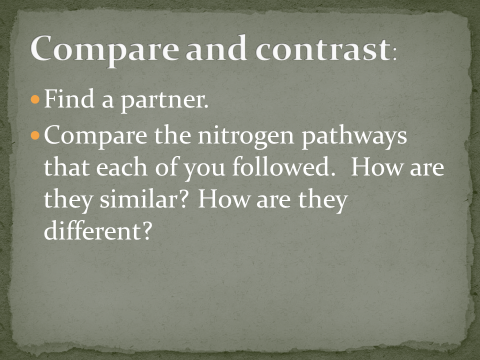 Compare and contrast:
• Find a partner.
• Compare the nitrogen pathways
that each of you followed.  How are
they similar? How are they
different?